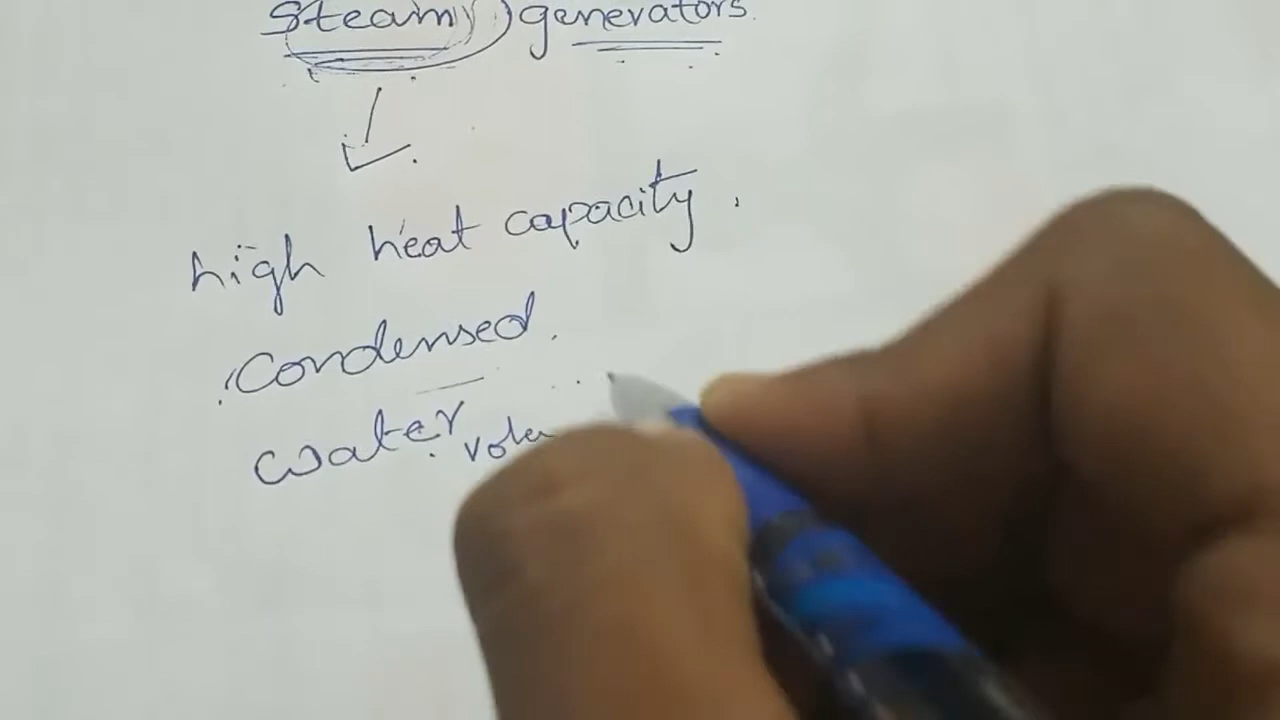 Steam generators.
high heat capacity.
Condensed.
water